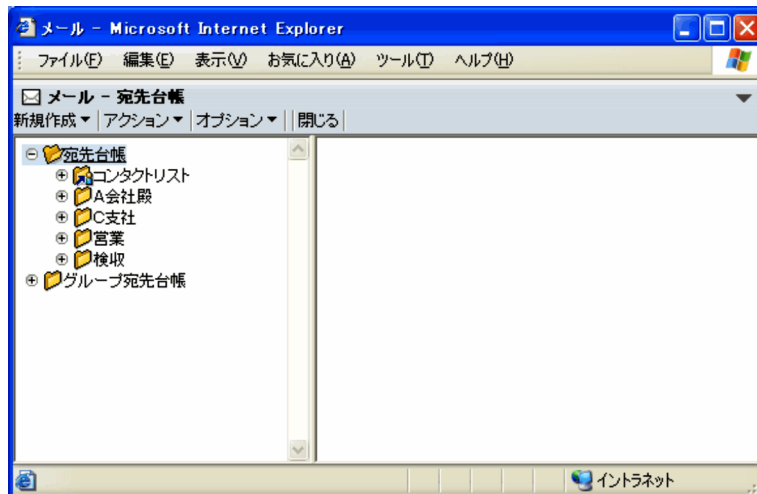 メール - Microsoft Internet Explorer
ファイル(F) 編集(E) 表示(V) お気に入り(A) ツール(T) ヘルプ(H)
メール - 宛先台帳
新規作成▼ | アクション▼ | オプション▼ || 閉じる |
宛先台帳
コンタクトリスト
A会社殿
C支社
営業
検収
グループ宛先台帳
イントラネット